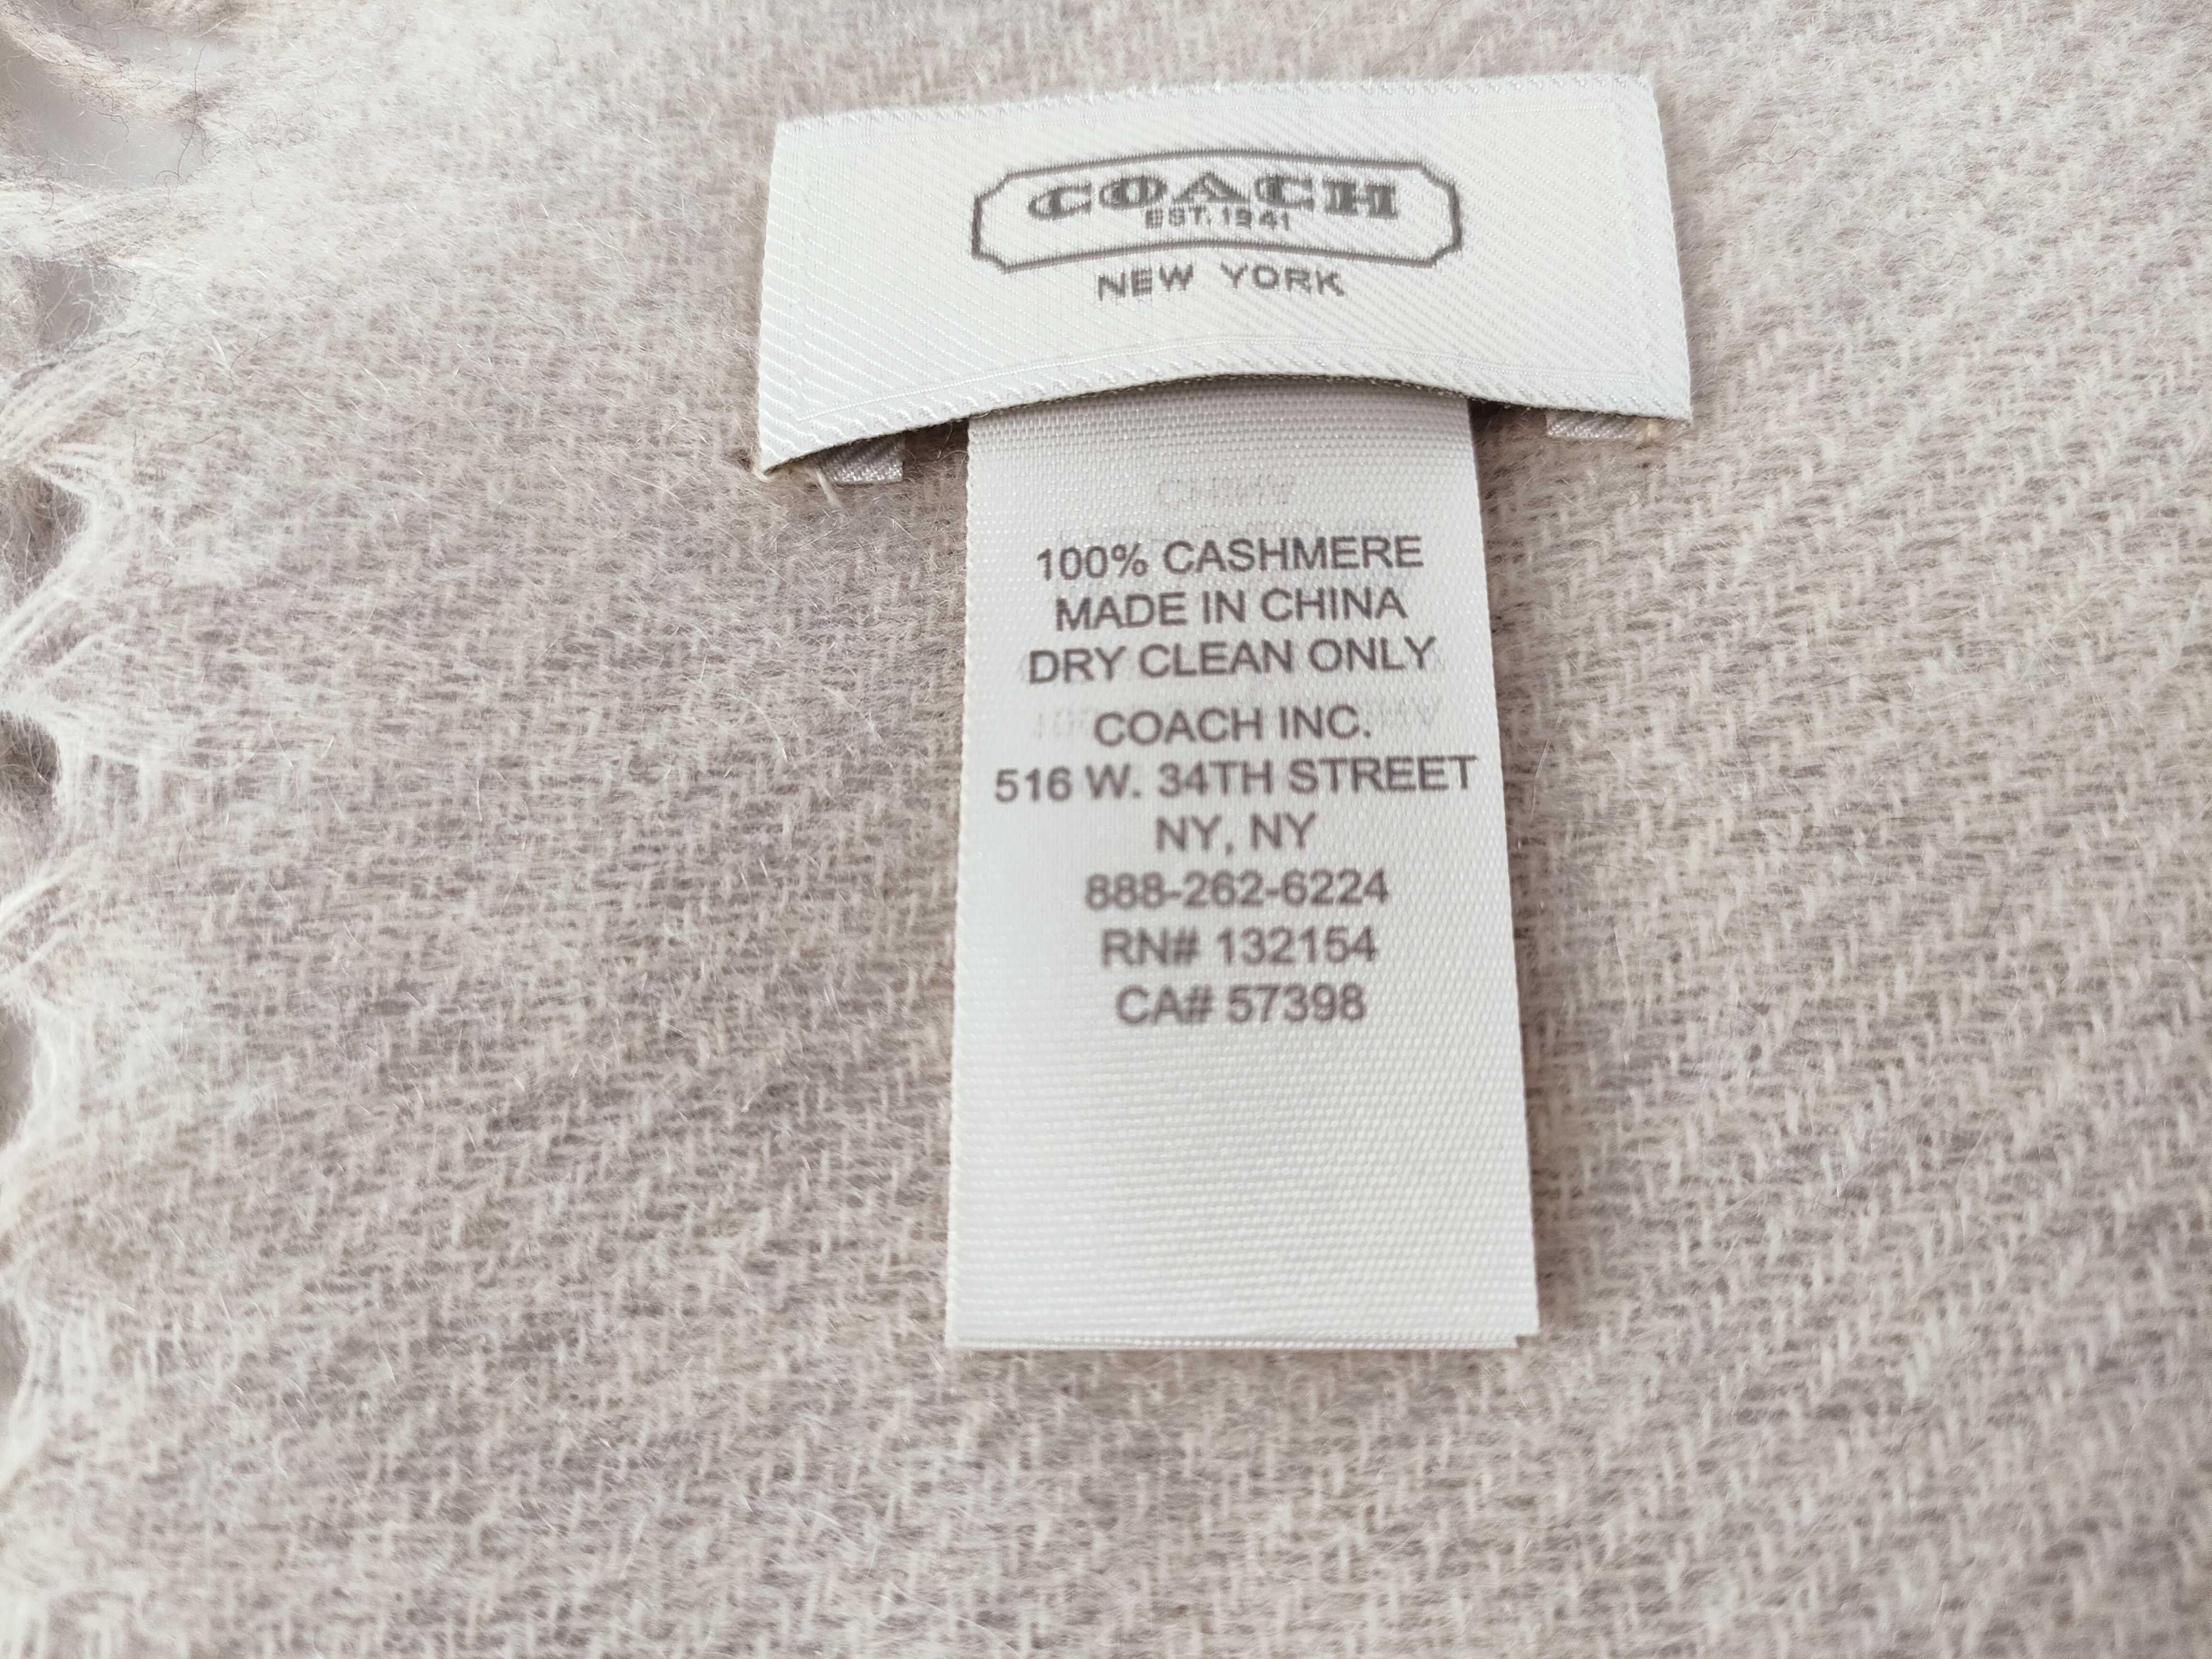 COACH
EST. 1941
NEW YORK
100% CASHMERE
MADE IN CHINA
DRY CLEAN ONLY
COACH INC.
516 W. 34TH STREET
NY, NY
888-262-6224
RN# 132154
CA# 57398